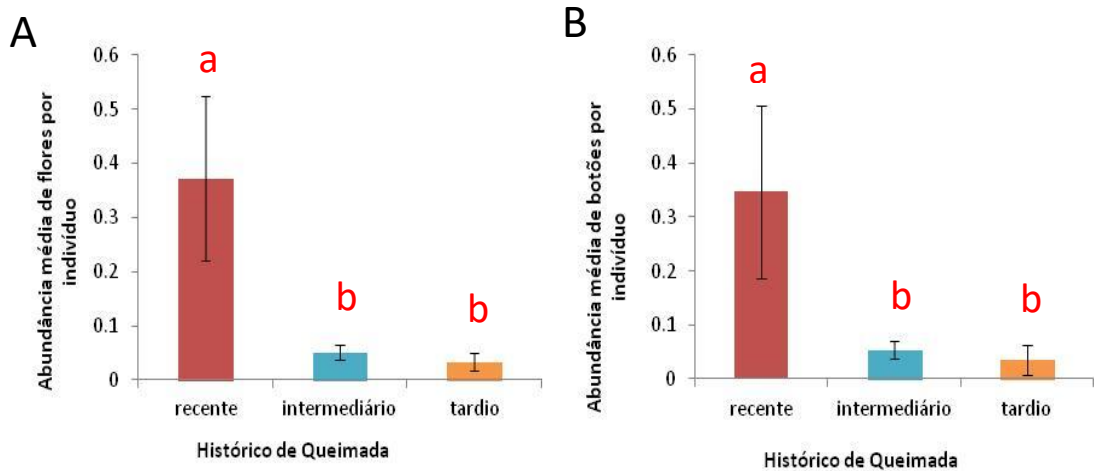 A
Abundância média de flores por
indivíduo
0.6
0.5
0.4
0.3
0.2
0.1
0
a
b
b
recente intermediário tardio
Histórico de Queimada
B
Abundância média de botões por
indivíduo
0.6
0.5
0.4
0.3
0.2
0.1
0
a
b
b
recente intermediário tardio
Histórico de Queimada